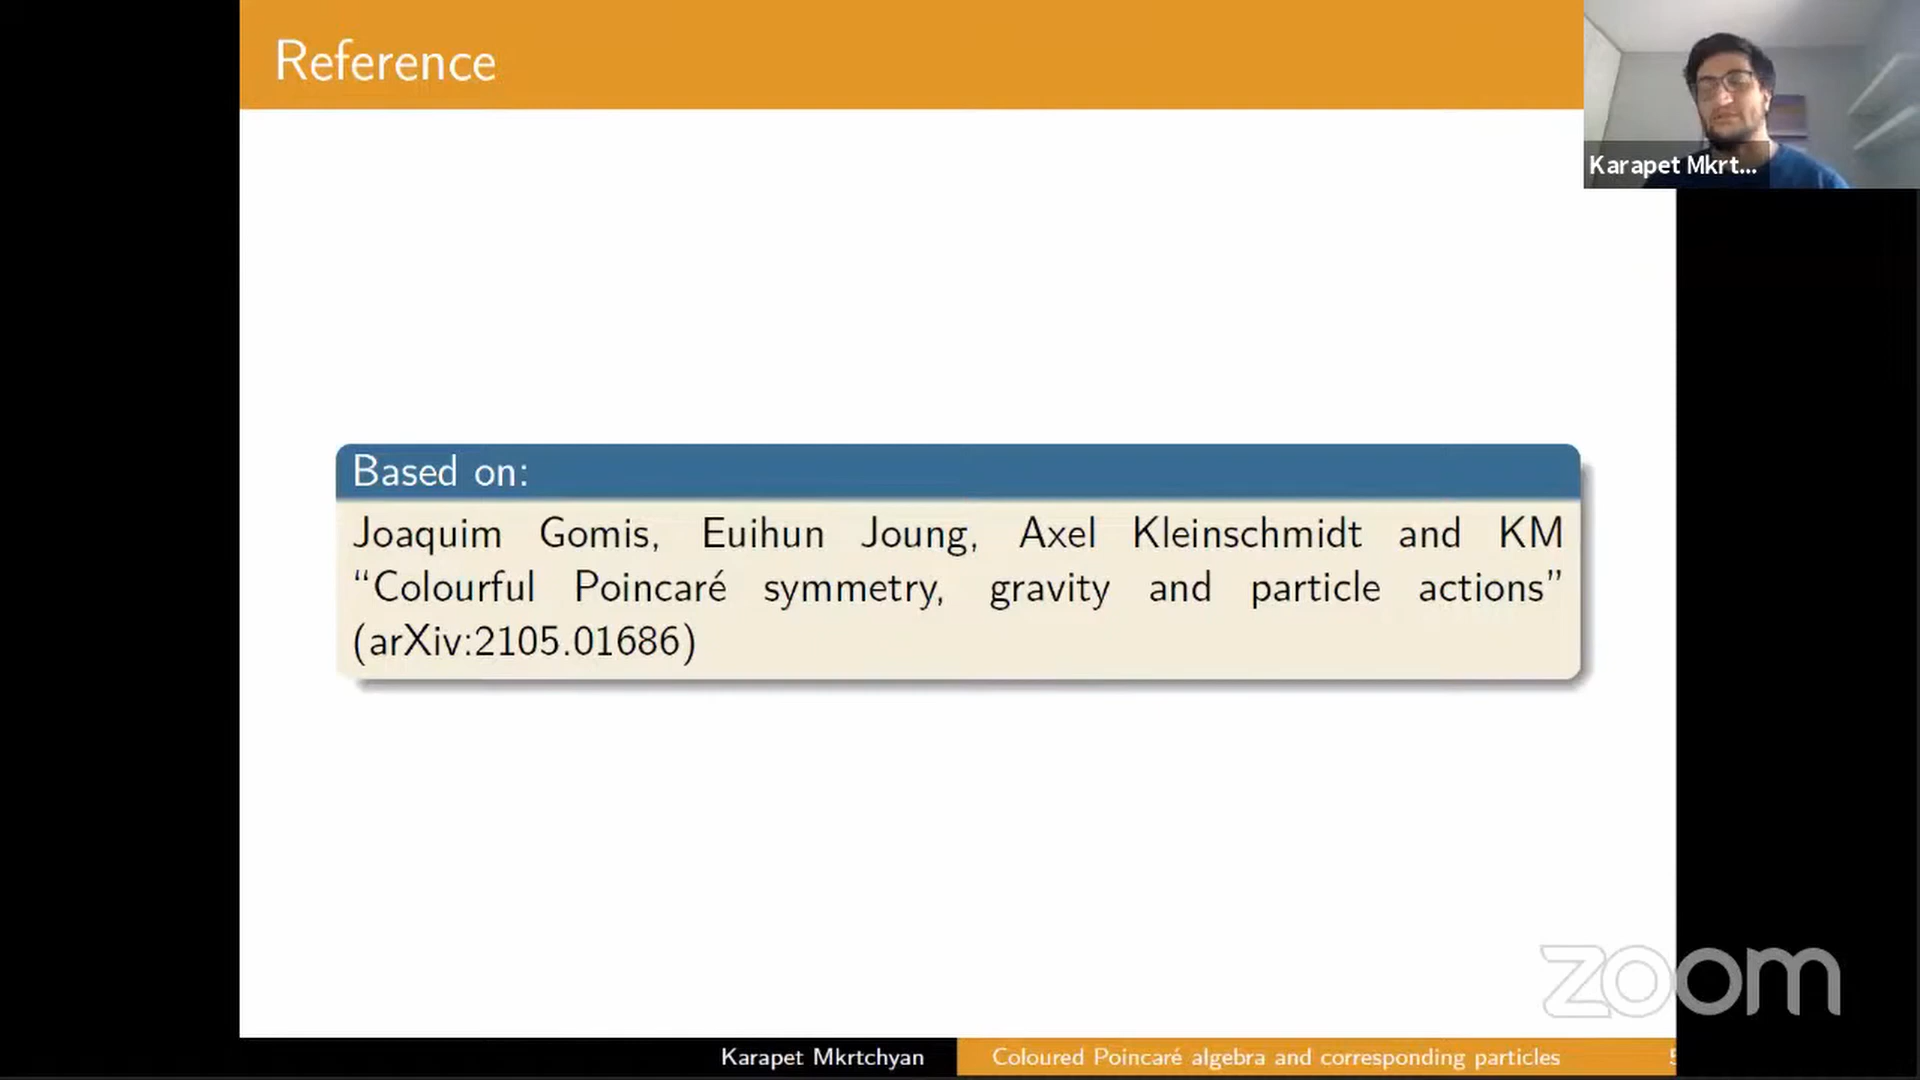 Reference
Karapet Mkrt...
Based on:
Joaquim Gomis, Euihun Joung, Axel Kleinschmidt and KM
“Colourful Poincaré symmetry, gravity and particle actions”
(arXiv:2105.01686)
zoom
Karapet Mkrtchyan
Coloured Poincaré algebra and corresponding particles